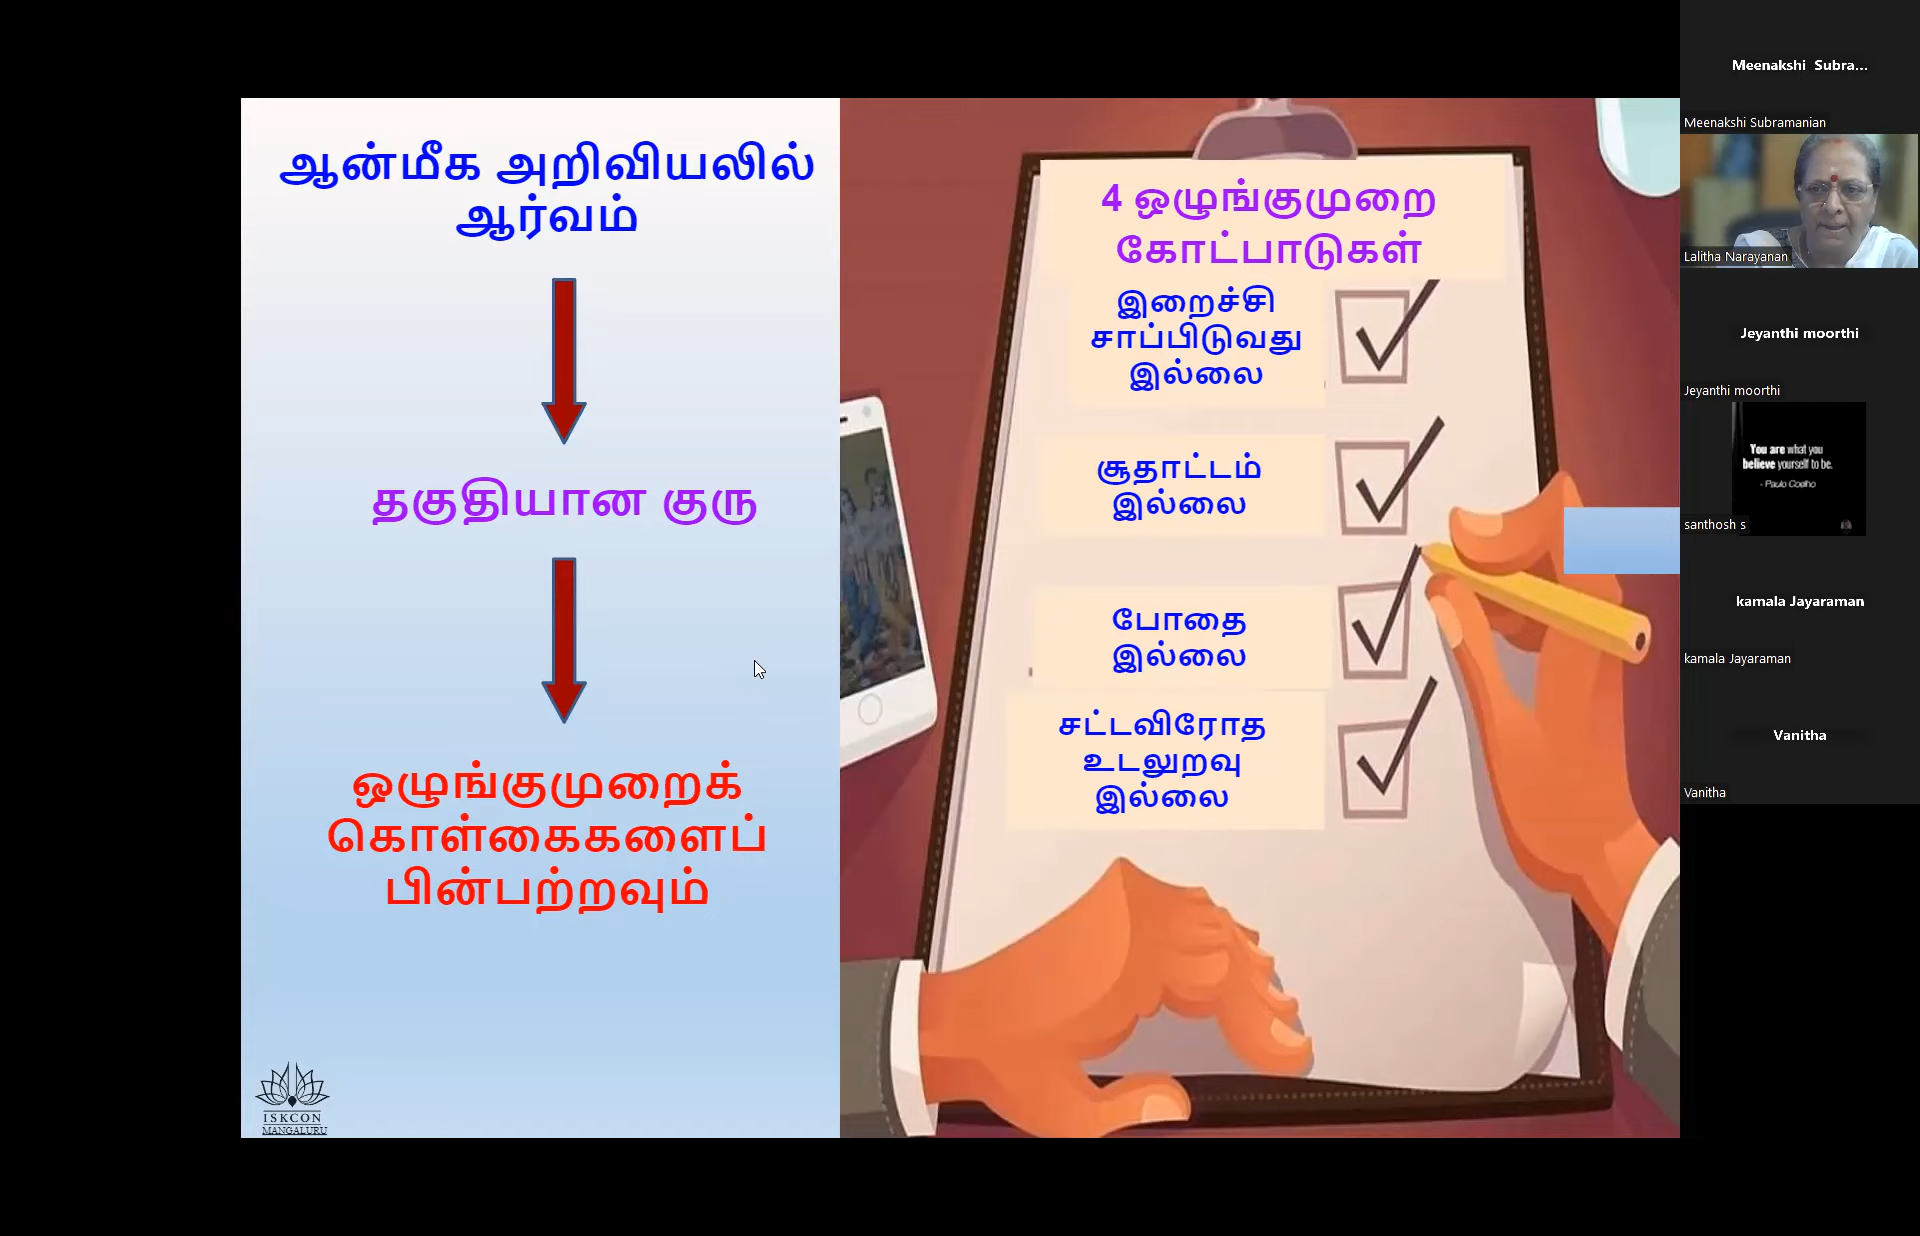 ஆன்மீக அறிவியலில்
ஆர்வம்
தகுதியான குரு
ஒழுங்குமுறைக்
கொள்கைகளைப்
பின்பற்றவும்
ISKCON
MANGALURU
4 ஒழுங்குமுறை
கோட்பாடுகள்
இறைச்சி
சாப்பிடுவது
இல்லை
சூதாட்டம்
இல்லை
போதை
இல்லை
சட்டவிரோத
உடலுறவு
இல்லை
Meenakshi Subra...
Meenakshi Subramanian
Lalitha Narayanan
Jeyanthi moorthi
Jeyanthi moorthi
You are what you
believe yourself to be.
- Paulo Coelho
santhosh s
kamala Jayaraman
kamala Jayaraman
Vanitha
Vanitha